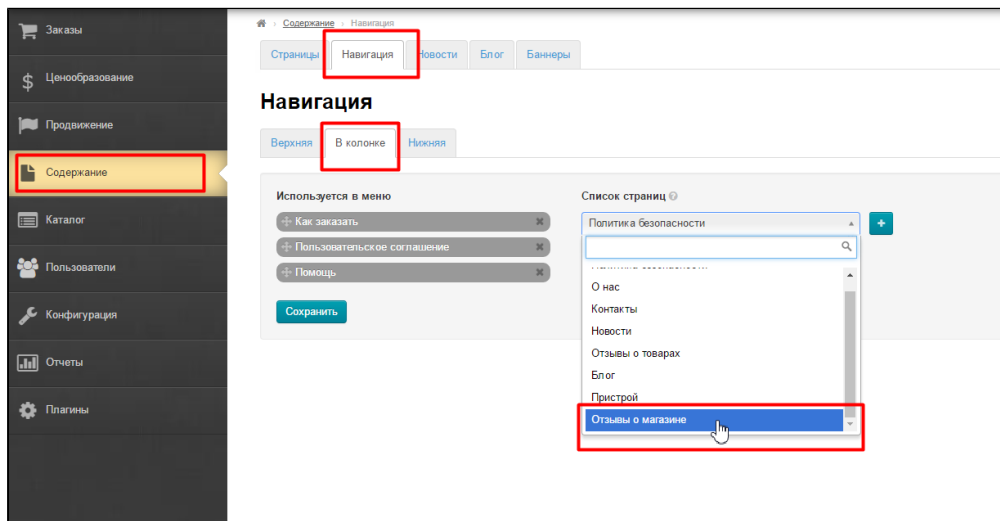 Заказы
Ценообразование
Продвижение
Содержание
Каталог
Пользователи
Конфигурация
Отчеты
Плагины
Содержание › Навигация
Страницы Навигация Новости Блог Баннеры
Навигация
Верхняя В колонке Нижняя
Используется в меню
Как заказать
Пользовательское соглашение
Помощь
Сохранить
Список страниц
Политика безопасности
О нас
Контакты
Новости
Отзывы о товарах
Блог
Пристрой
Отзывы о магазине